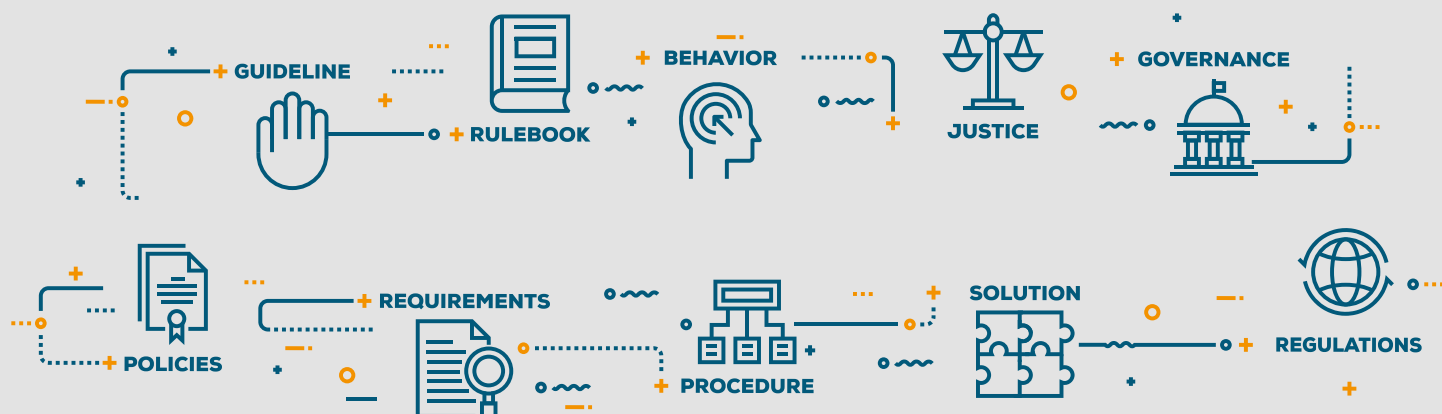 GUIDELINE
RULEBOOK
BEHAVIOR
JUSTICE
GOVERNANCE
POLICIES
REQUIREMENTS
PROCEDURE
SOLUTION
REGULATIONS